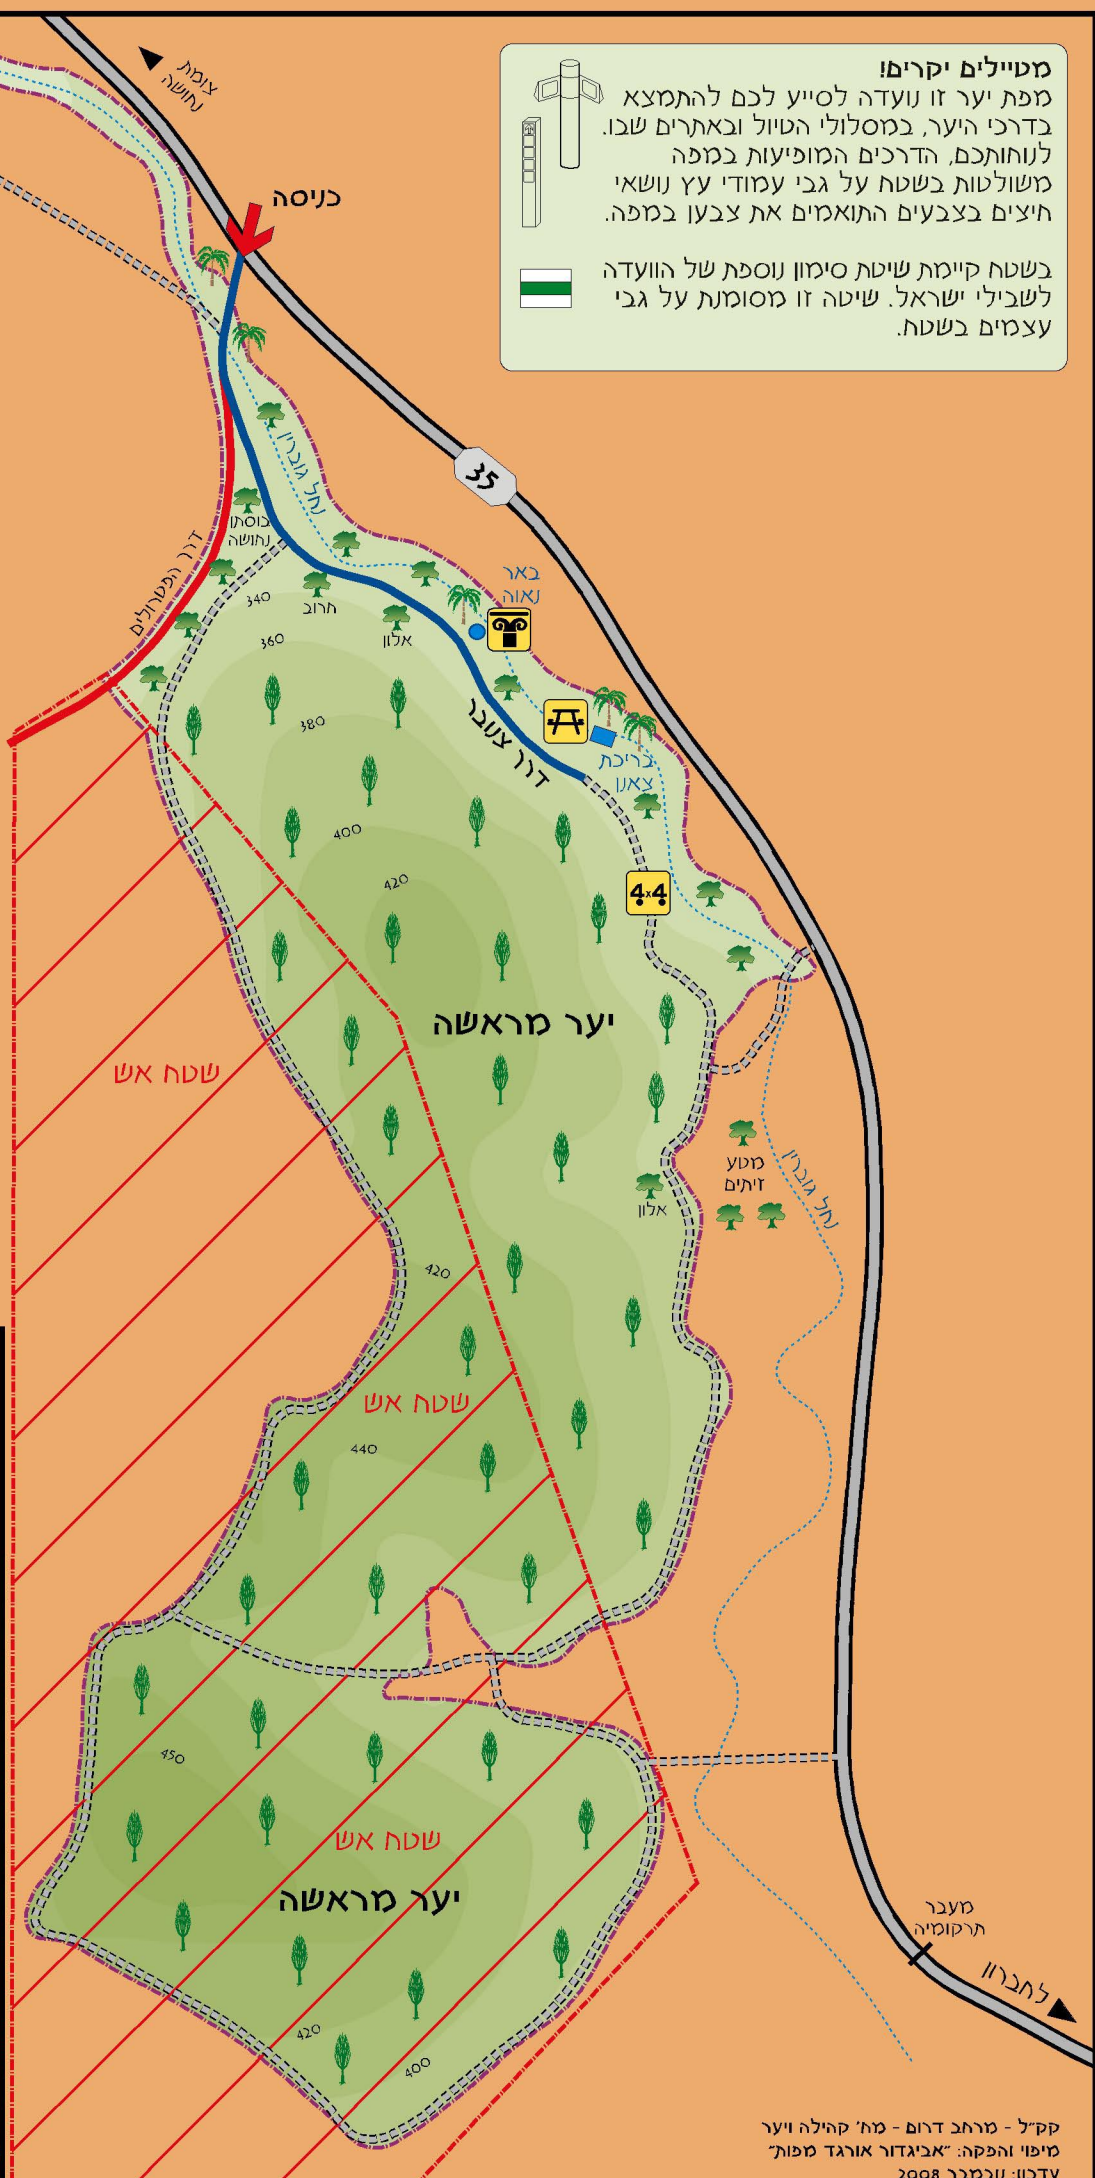 מטיילים יקרים!
מפת יער זו נועדה לסייע לכם להתמצא
בדרכי היער, במסלולי הטיול ובאתרים שבו.
לנוחותכם, הדרכים המופיעות במפה
משולטות בשטח על גבי עמודי עץ נושאי
חיצים בצבעים התואמים את צבען במפה.
בשטח קיימת שיטת סימון נוספת של הוועדה
לשבילי ישראל. שיטה זו מסומנת על גבי
עצמים בשטח.
צומת
נחושה
כניסה
35
נחל גוברין
בוסתן
נחושה
דרך הפטרולים
באר
נאוה
340
חרוב
אלון
360
380
דרך צעבר
בריכת
צאנן
400
420
4x4
יער מראשה
שטח אש
מטע
זיתים
נחל גוברין
אלון
420
שטח אש
440
450
שטח אש
יער מראשה
מעבר
תרקומיה
לחברון
420
400
קק״ל - מרחב דרום - מח' קהילה ויער
מיפוי והפקה: ״אביגדור אורגד מפות״
עדכון: נובמבר 2008